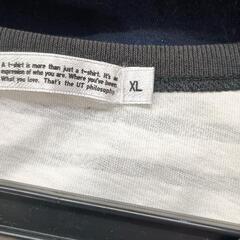 A t-shirt is more than just a t-shirt. It's an
expression of who you are. Where you've been.
What you love. That's the UT philosophy.
XL